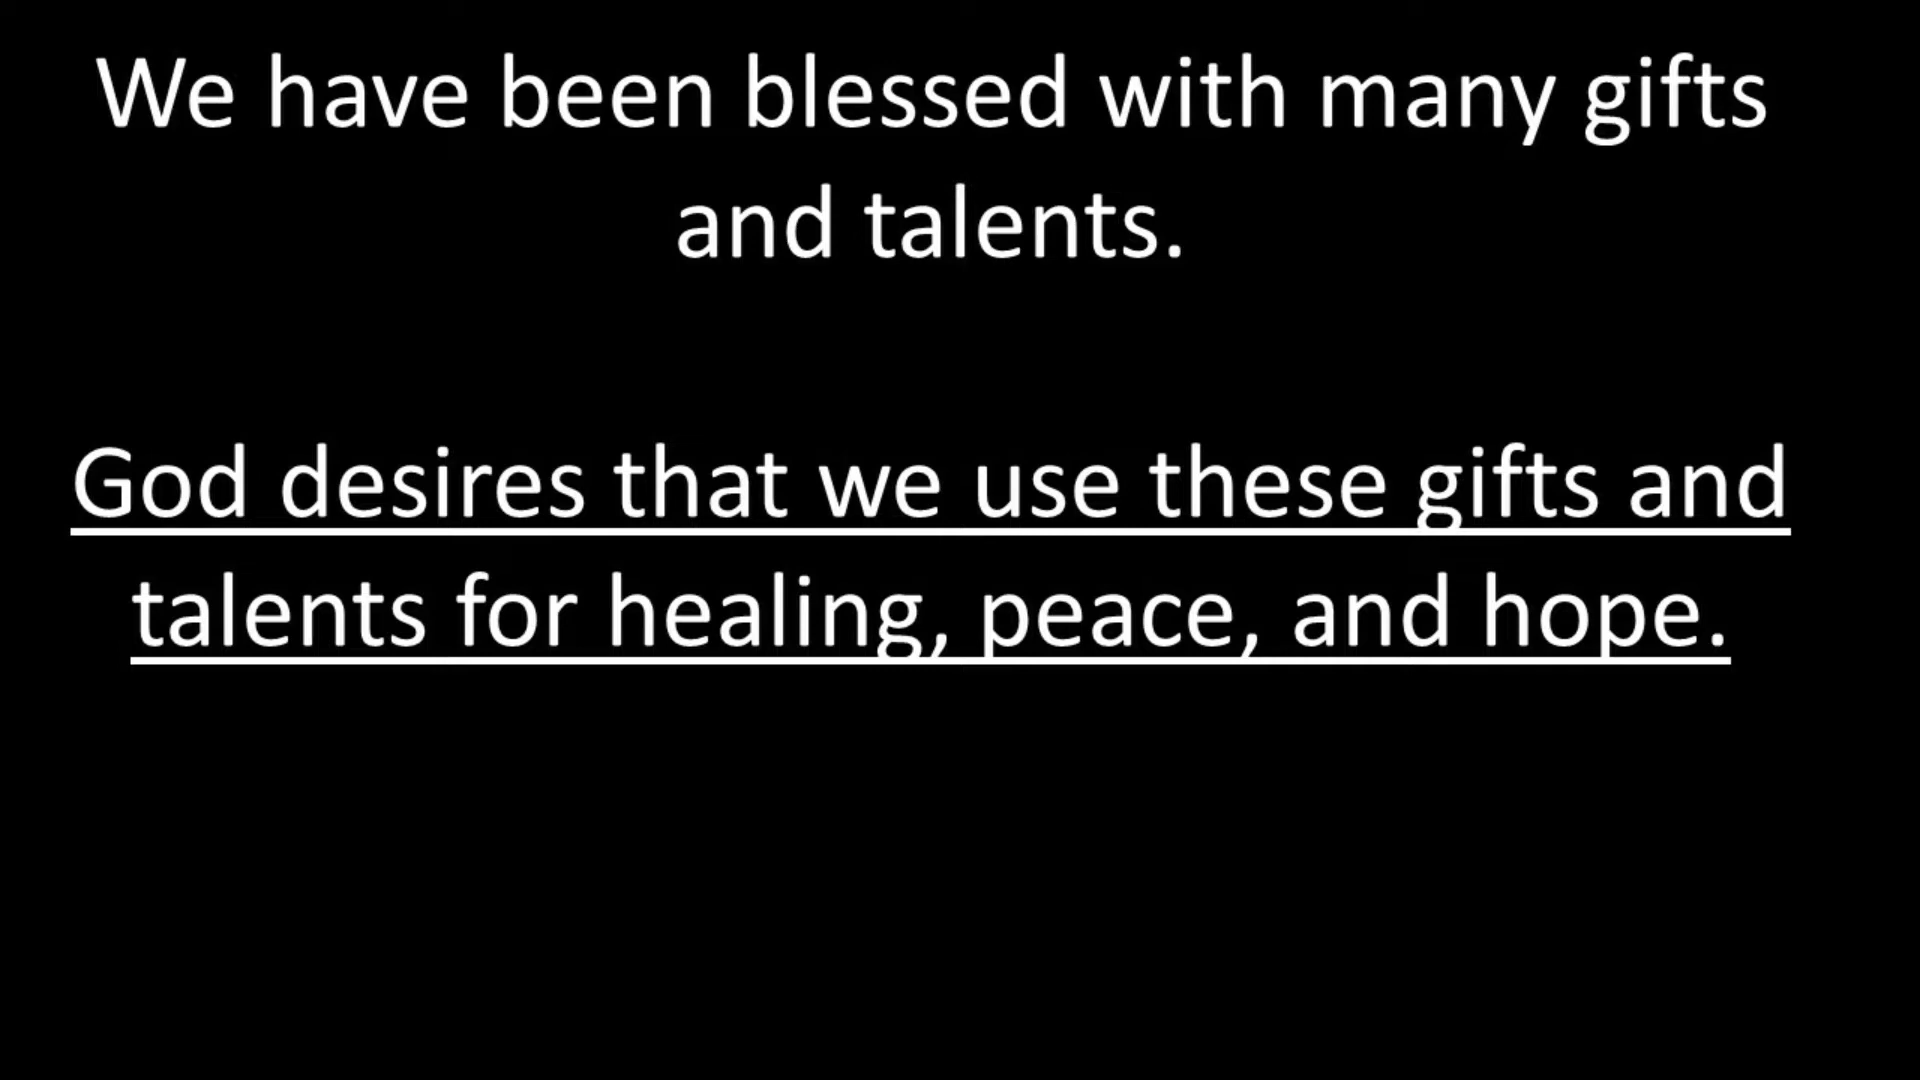 We have been blessed with many gifts
and talents.
God desires that we use these gifts and
talents for healing, peace, and hope.